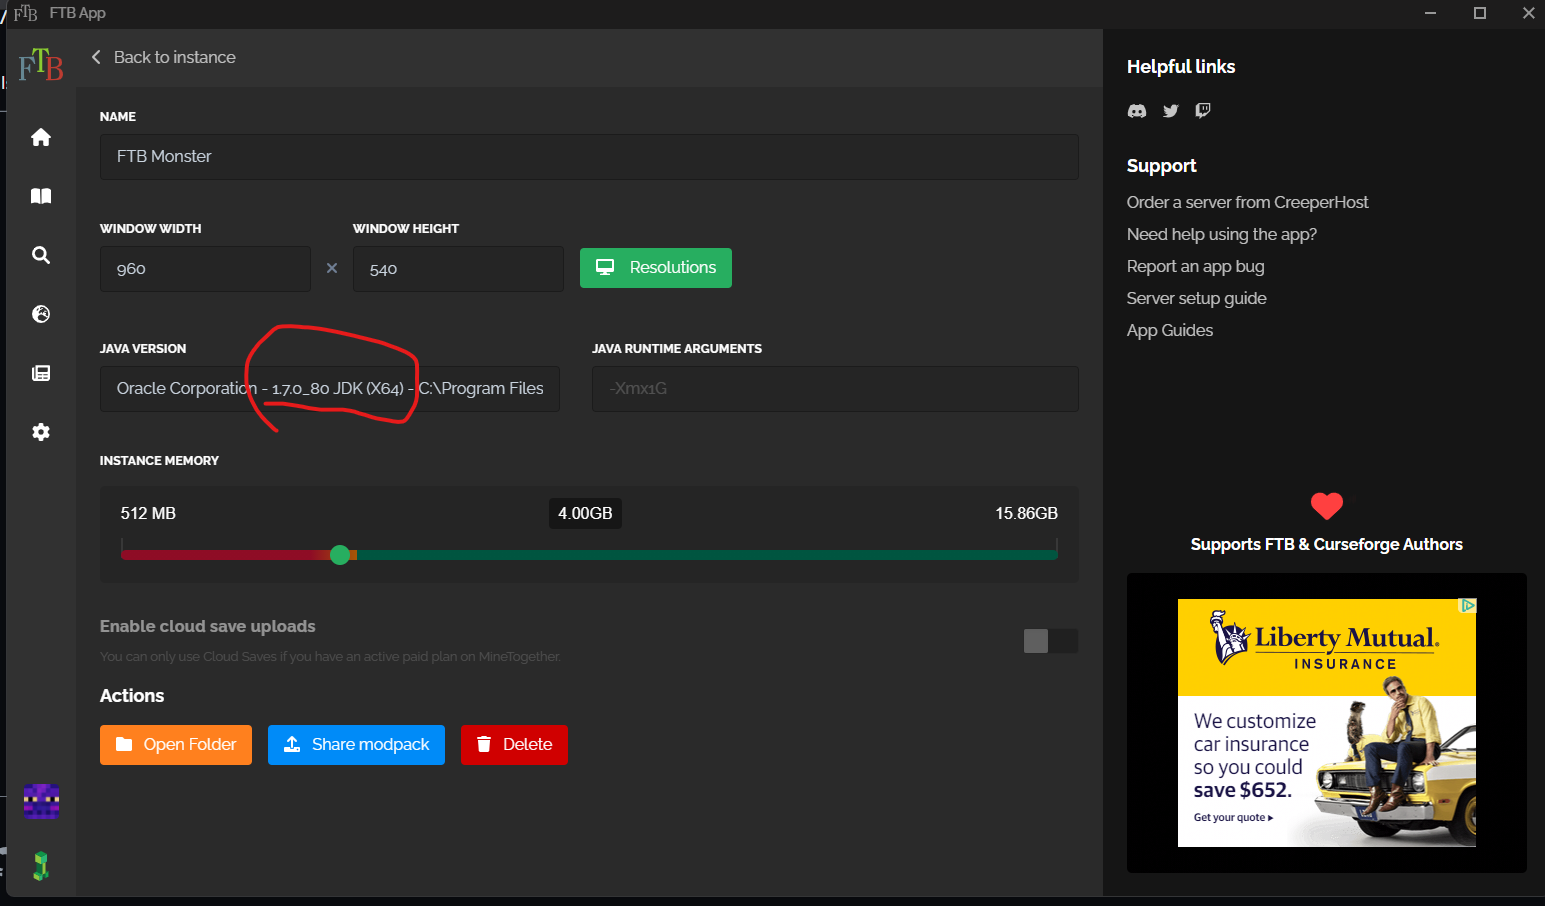 FTB FTB App
FTB
Back to instance
NAME
FTB Monster
WINDOW WIDTH
WINDOW HEIGHT
960
×
540
Resolutions
JAVA VERSION
JAVA RUNTIME ARGUMENTS
Oracle Corporation - 1.7.0_80 JDK (X64) - C:\Program Files
-Xmx1G
INSTANCE MEMORY
512 MB
4.00GB
15.86GB
Enable cloud save uploads
You can only use Cloud Saves if you have an active paid plan on MineTogether.
Actions
Open Folder
Share modpack
Delete
Helpful links
Support
Order a server from CreeperHost
Need help using the app?
Report an app bug
Server setup guide
App Guides
Supports FTB & Curseforge Authors
Liberty Mutual®
INSURANCE
We customize
car insurance
so you could
save $652.
Get your quote